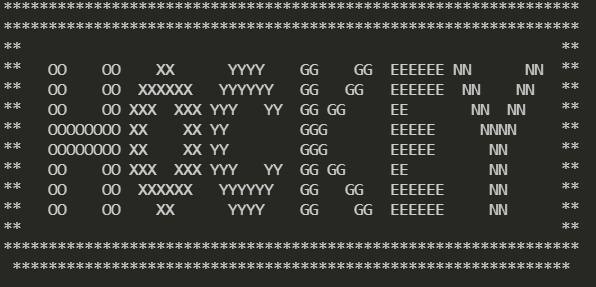 ****************************************************************
****************************************************************
**                                                            **
**   OO    OO    XX      YYYY    GG    GG  EEEEEE NN      NN  **
**   OO    OO  XXXXXX   YYYYYY   GG   GG   EEEEEE  NN    NN   **
**   OO    OO XXX  XXX YYY   YY  GG GG     EE       NN  NN    **
**   OOOOOOOO XX    XX YY        GGG       EEEEE     NNNN     **
**   OOOOOOOO XX    XX YY        GGG       EEEEE      NN      **
**   OO    OO XXX  XXX YYY   YY  GG GG     EE         NN      **
**   OO    OO  XXXXXX   YYYYYY   GG   GG   EEEEEE     NN      **
**   OO    OO    XX      YYYY    GG    GG  EEEEEE     NN      **
**                                                            **
****************************************************************
 **************************************************************